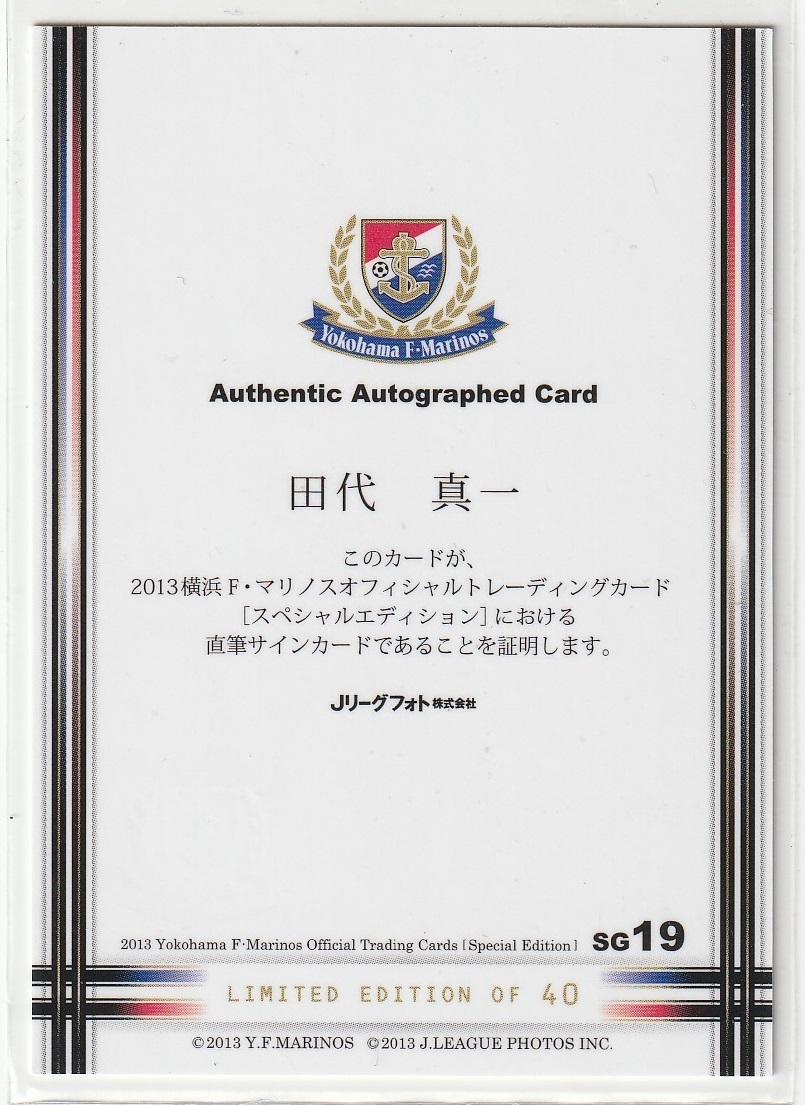 Yokohama F·Marinos
Authentic Autographed Card
田代　真一
このカードが、
2013横浜F・マリノスオフィシャルトレーディングカード
[スペシャルエディション]における
直筆サインカードであることを証明します。
Jリーグフォト株式会社
2013 Yokohama F·Marinos Official Trading Cards [Special Edition] SG19
LIMITED EDITION OF 40
©2013 Y.F.MARINOS ©2013 J.LEAGUE PHOTOS INC.